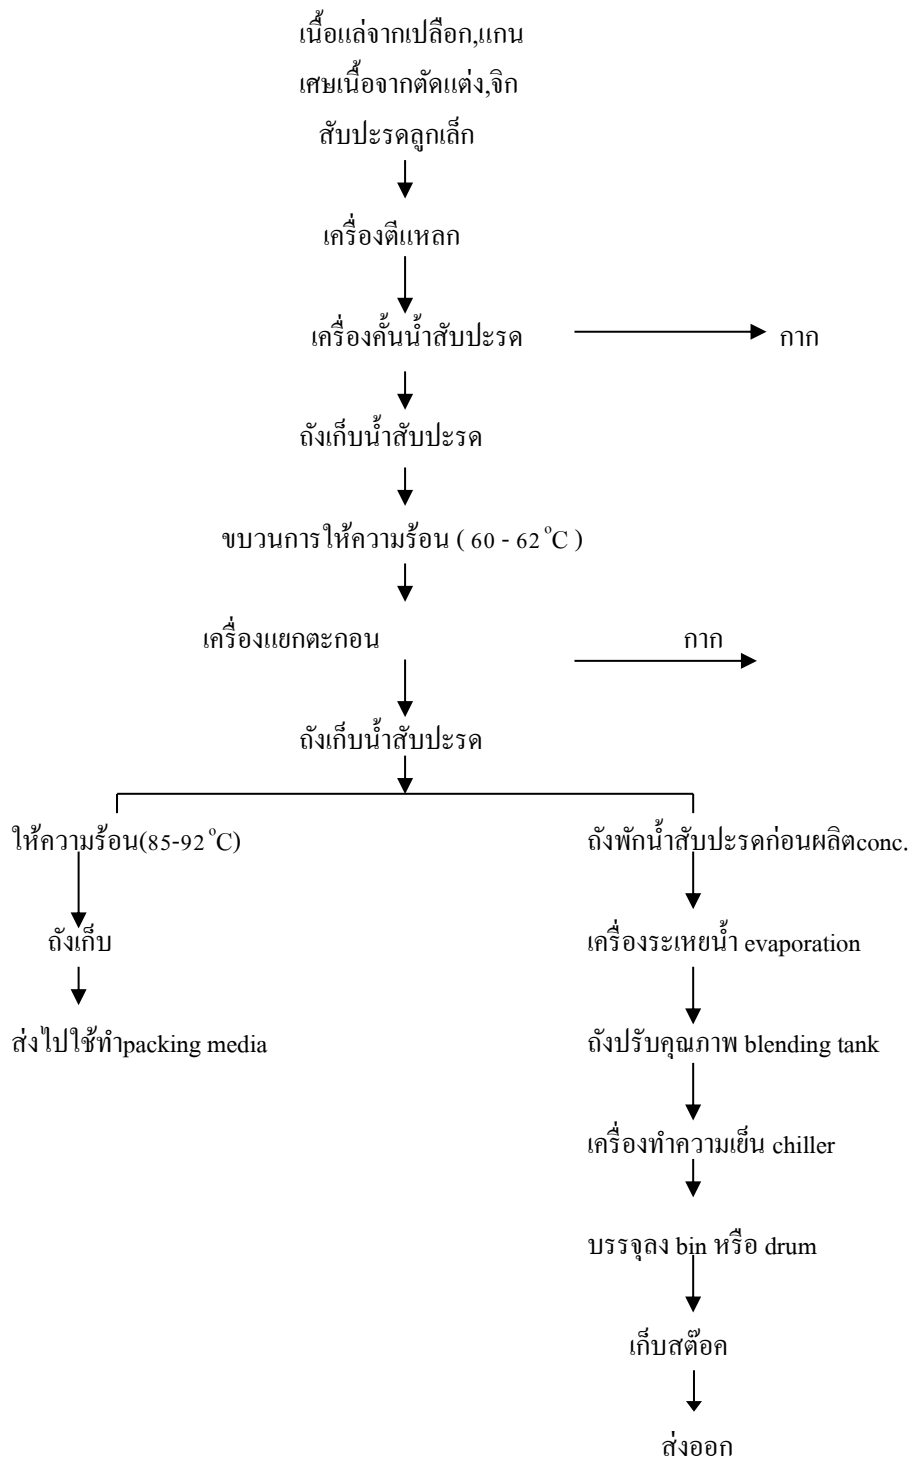 เนื้อแล่จากเปลือก,แกน
เศษเนื้อจากตัดแต่ง,จิก
สับปะรดลูกเล็ก
เครื่องตีแหลก
เครื่องคั้นน้ำสับปะรด
กาก
ถังเก็บน้ำสับปะรด
ขบวนการให้ความร้อน ( 60 - 62 °C )
เครื่องแยกตะกอน
กาก
ถังเก็บน้ำสับปะรด
ให้ความร้อน(85-92 °C)
ถังเก็บ
ส่งไปใช้ทำpacking media
ถังพักน้ำสับปะรดก่อนผลิตconc.
เครื่องระเหยน้ำ evaporation
ถังปรับคุณภาพ blending tank
เครื่องทำความเย็น chiller
บรรจุลง bin หรือ drum
เก็บสต๊อค
ส่งออก